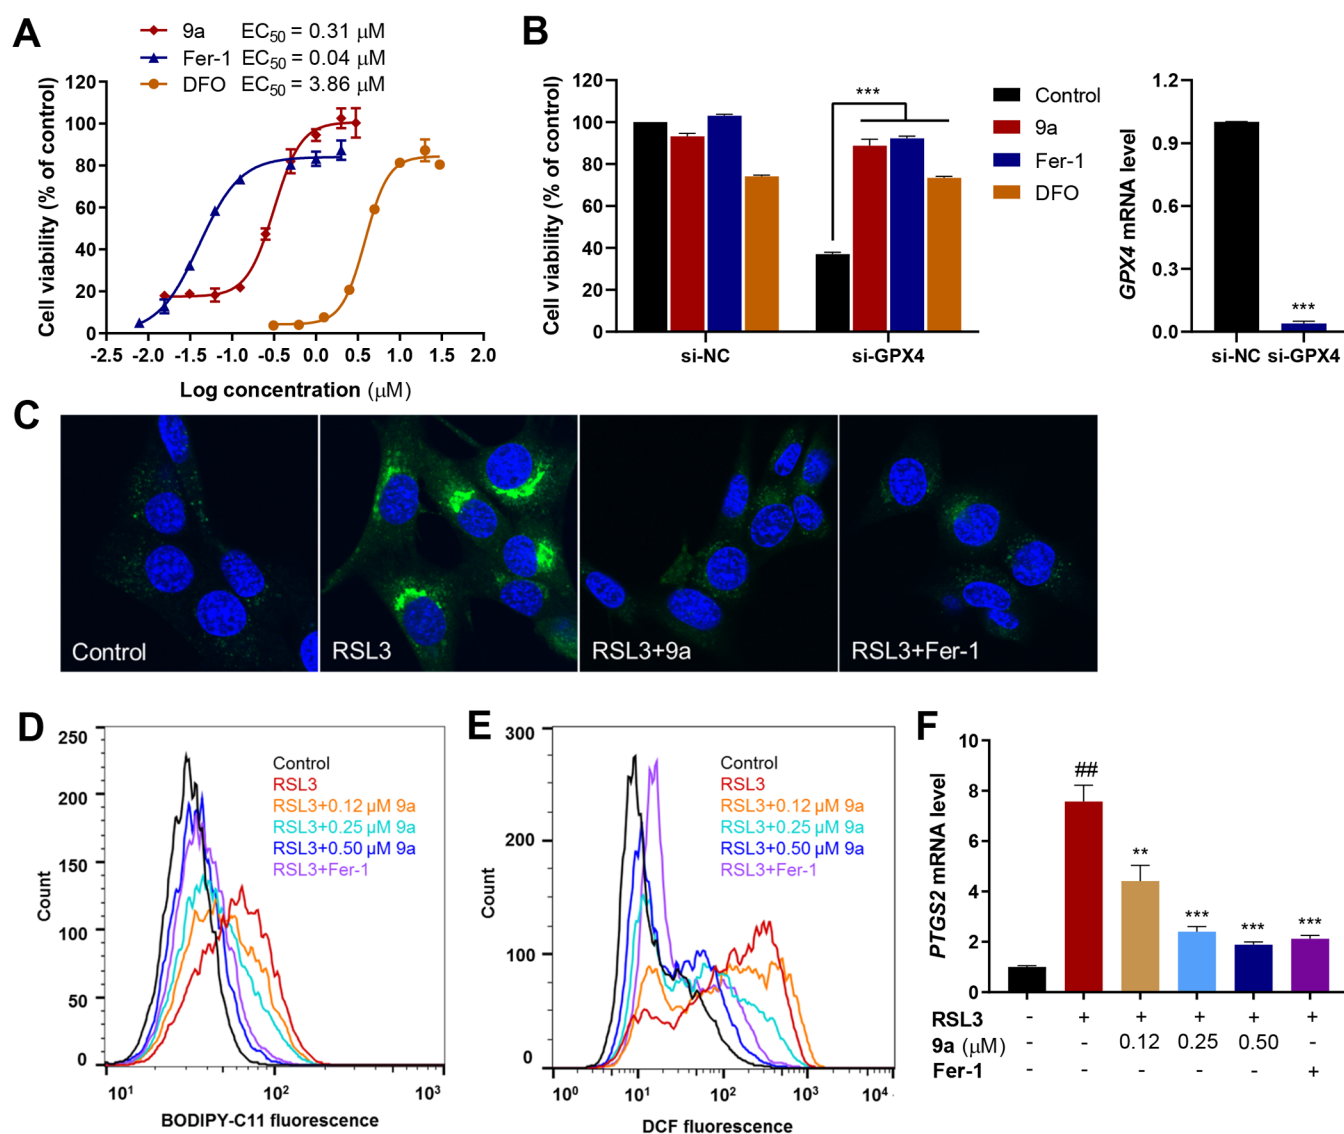 A
9a EC50 = 0.31 µM
Fer-1 EC50 = 0.04 µM
DFO EC50 = 3.86 µM
Cell viability (% of control)
120
100
80
60
40
20
0
-2.5 -2.0 -1.5 -1.0 -0.5 0.0 0.5 1.0 1.5 2.0
Log concentration (µM)
B
Cell viability (% of control)
120
100
80
60
40
20
0
***
si-NC si-GPX4
Control
9a
Fer-1
DFO
GPX4 mRNA level
1.2
0.9
0.6
0.3
0.0
***
si-NC si-GPX4
C
Control RSL3 RSL3+9a RSL3+Fer-1
D
Count
250
200
150
100
50
0
Control
RSL3
RSL3+0.12 µM 9a
RSL3+0.25 µM 9a
RSL3+0.50 µM 9a
RSL3+Fer-1
10¹ 10² 10³
BODIPY-C11 fluorescence
E
Count
300
200
100
0
Control
RSL3
RSL3+0.12 µM 9a
RSL3+0.25 µM 9a
RSL3+0.50 µM 9a
RSL3+Fer-1
10⁰ 10¹ 10² 10³ 10⁴
DCF fluorescence
F
PTGS2 mRNA level
10
8
6
4
2
0
## ** *** *** ***
RSL3 - + + + + +
9a (µM) - - 0.12 0.25 0.50 -
Fer-1 - - - - - +